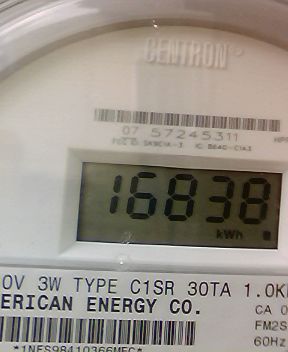 CENTRON®
07 57245311
16838
kWh
0V 3W TYPE C1SR 30TA 1.0K
ERICAN ENERGY CO.
CA 0
FM2S
60Hz
*1NES98410366MEC*